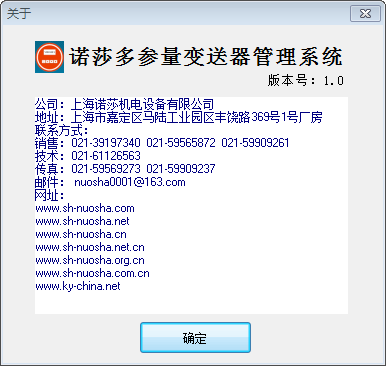 关于
诺莎多参量变送器管理系统
版本号：1.0
公司：上海诺莎机电设备有限公司
地址：上海市嘉定区马陆工业园区丰饶路369号1号厂房
联系方式：
销售：021-39197340 021-59565872 021-59909261
技术：021-61126563
传真：021-59569273 021-59909237
邮件： nuosha0001@163.com
网址：
www.sh-nuosha.com
www.sh-nuosha.net
www.sh-nuosha.cn
www.sh-nuosha.net.cn
www.sh-nuosha.org.cn
www.sh-nuosha.com.cn
www.ky-china.net
确定